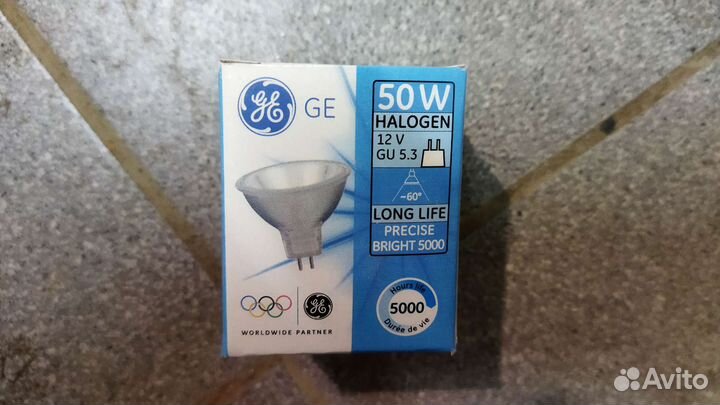 GE
GE
50 W
HALOGEN
12 V
GU 5.3
~60°
LONG LIFE
PRECISE
BRIGHT 5000
Hours life
5000
Durée de vie
GE
WORLDWIDE PARTNER
Avito